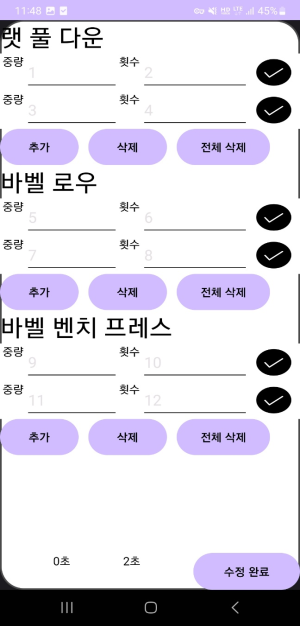 11:48 45%
랫 풀 다운
중량 1 횟수 2
중량 3 횟수 4
추가 삭제 전체 삭제
바벨 로우
중량 5 횟수 6
중량 7 횟수 8
추가 삭제 전체 삭제
바벨 벤치 프레스
중량 9 횟수 10
중량 11 횟수 12
추가 삭제 전체 삭제
0초 2초
수정 완료